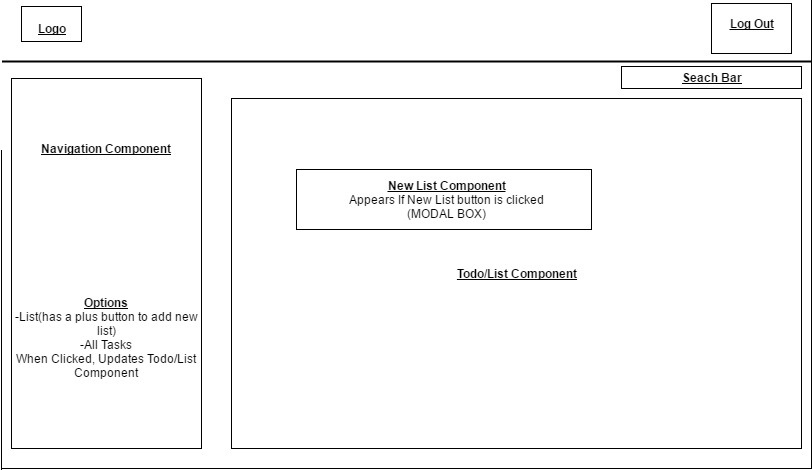 Logo
Log Out
Seach Bar
Navigation Component
New List Component
Appears If New List button is clicked
(MODAL BOX)
Todo/List Component
Options
-List(has a plus button to add new
list)
-All Tasks
When Clicked, Updates Todo/List
Component